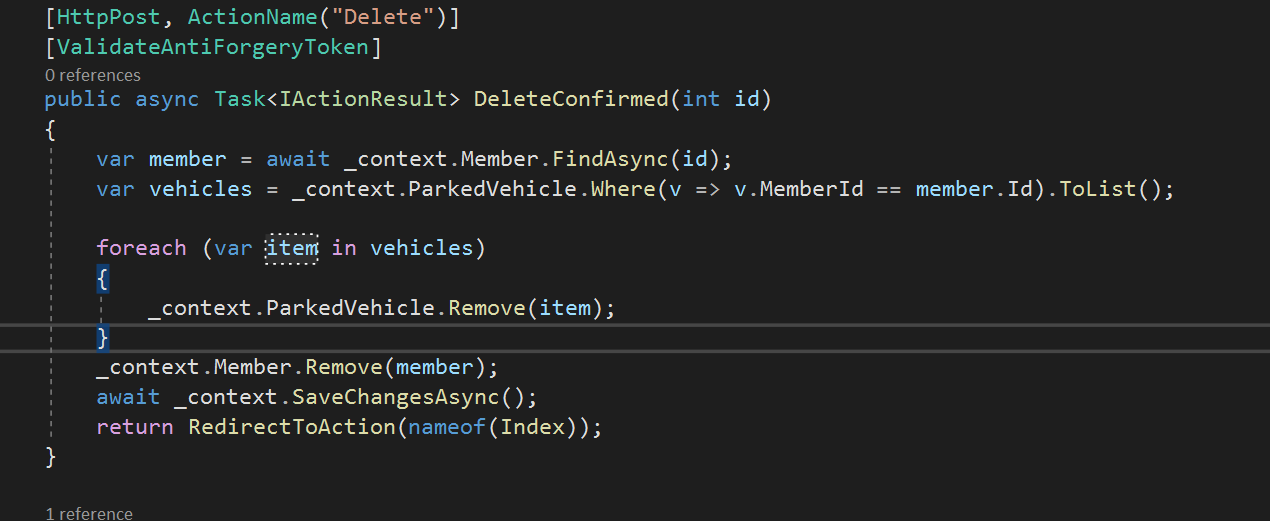 [HttpPost, ActionName("Delete")]
[ValidateAntiForgeryToken]
0 references
public async Task<IActionResult> DeleteConfirmed(int id)
{
var member = await _context.Member.FindAsync(id);
var vehicles = _context.ParkedVehicle.Where(v => v.MemberId == member.Id).ToList();
foreach (var item in vehicles)
{
_context.ParkedVehicle.Remove(item);
}
_context.Member.Remove(member);
await _context.SaveChangesAsync();
return RedirectToAction(nameof(Index));
}
1 reference